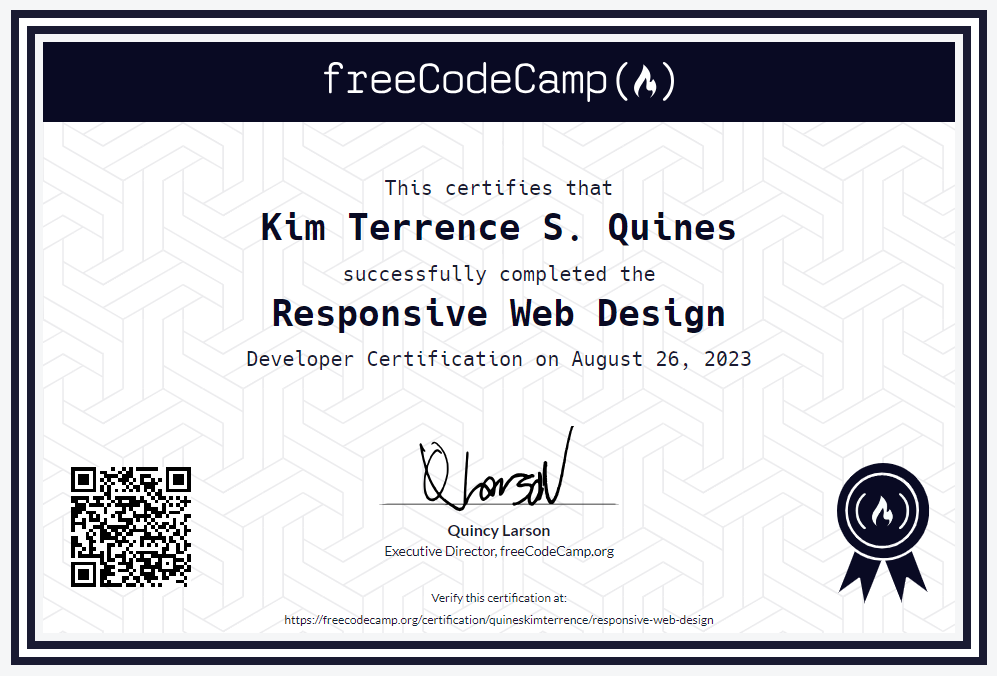 freeCodeCamp(🔥)
This certifies that
Kim Terrence S. Quines
successfully completed the
Responsive Web Design
Developer Certification on August 26, 2023
QLarson
Quincy Larson
Executive Director, freeCodeCamp.org
Verify this certification at:
https://freecodecamp.org/certification/quineskimterrence/responsive-web-design